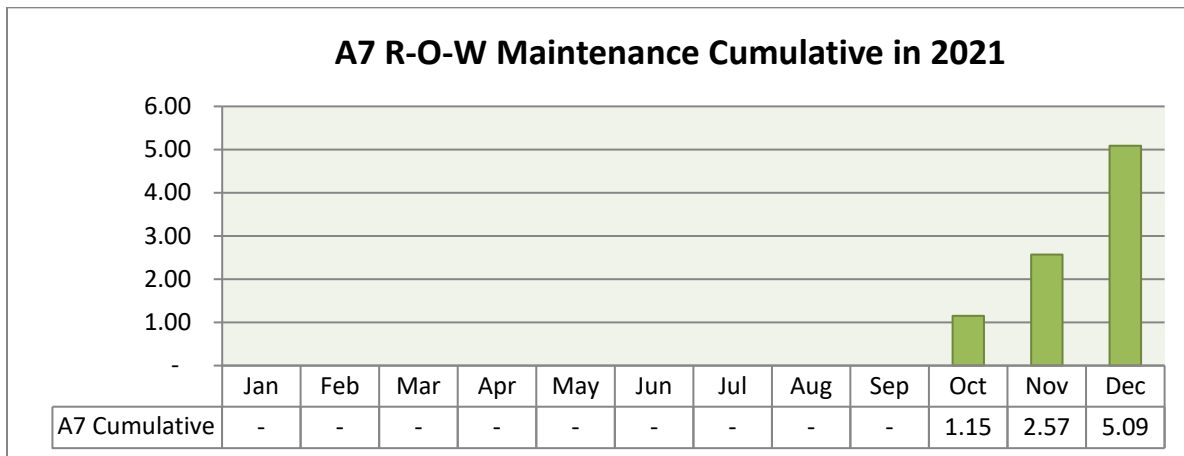 A7 R-O-W Maintenance Cumulative in 2021
6.00
5.00
4.00
3.00
2.00
1.00
-
Jan Feb Mar Apr May Jun Jul Aug Sep Oct Nov Dec
A7 Cumulative - - - - - - - - - 1.15 2.57 5.09